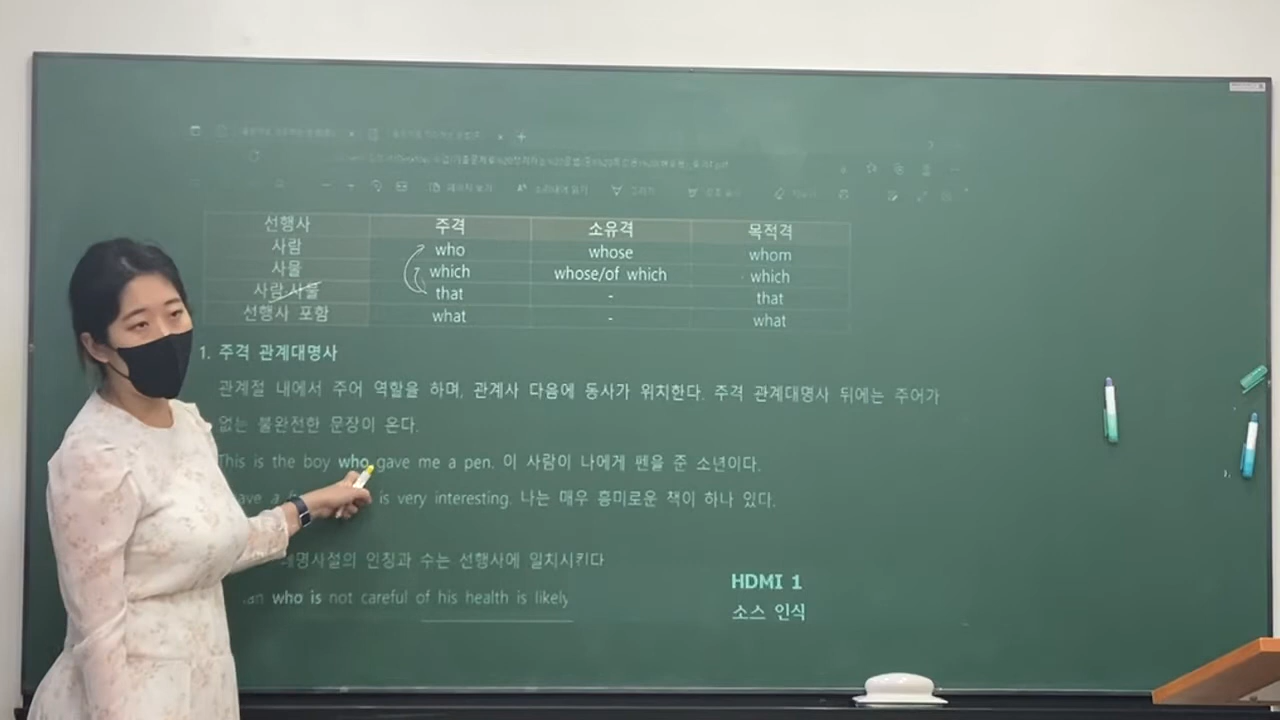 선행사 주격 소유격 목적격
사람 who whose whom
사물 which whose/of which which
사람,사물 that - that
선행사 포함 what - what
1. 주격 관계대명사
관계절 내에서 주어 역할을 하며, 관계사 다음에 동사가 위치한다. 주격 관계대명사 뒤에는 주어가
없는 불완전한 문장이 온다.
This is the boy who gave me a pen. 이 사람이 나에게 펜을 준 소년이다.
is very interesting. 나는 매우 흥미로운 책이 하나 있다.
인칭과 수는 선행사에 일치시키다
who is not careful of his health is likely
HDMI 1
소스 인식